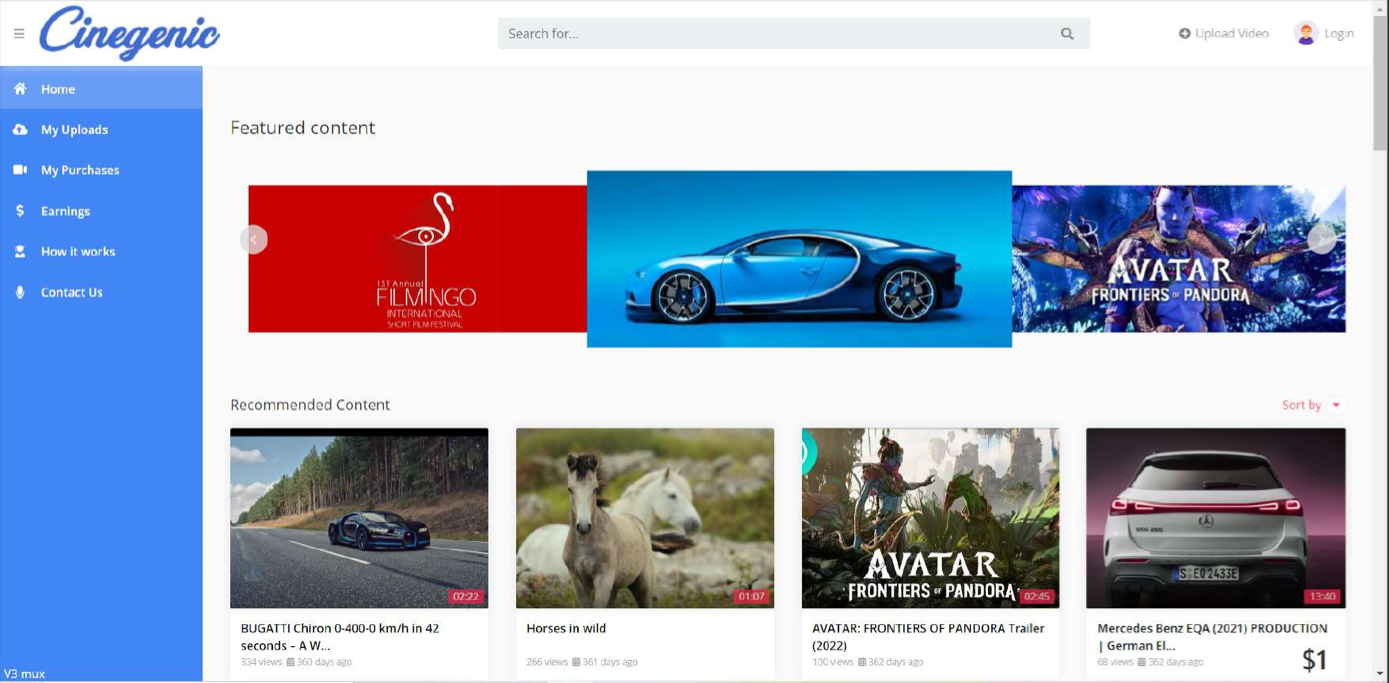 Cinegenic
Search for...
Upload Video
Login
Home
My Uploads
My Purchases
Earnings
How it works
Contact Us
Featured content
1ST Annual
FILMINGO
INTERNATIONAL
SHORT FILM FESTIVAL
AVATAR
FRONTIERS OF PANDORA
Recommended Content
Sort by
02:22
01:07
AVATAR
FRONTIERS OF PANDORA
02:45
EQA 250
S:EQ 2433E
13:40
BUGATTI Chiron 0-400-0 km/h in 42
seconds – A W...
334 views 360 days ago
Horses in wild
266 views 361 days ago
AVATAR: FRONTIERS OF PANDORA Trailer
(2022)
100 views 362 days ago
Mercedes Benz EQA (2021) PRODUCTION
| German El...
68 views 362 days ago
$1
V3 mux